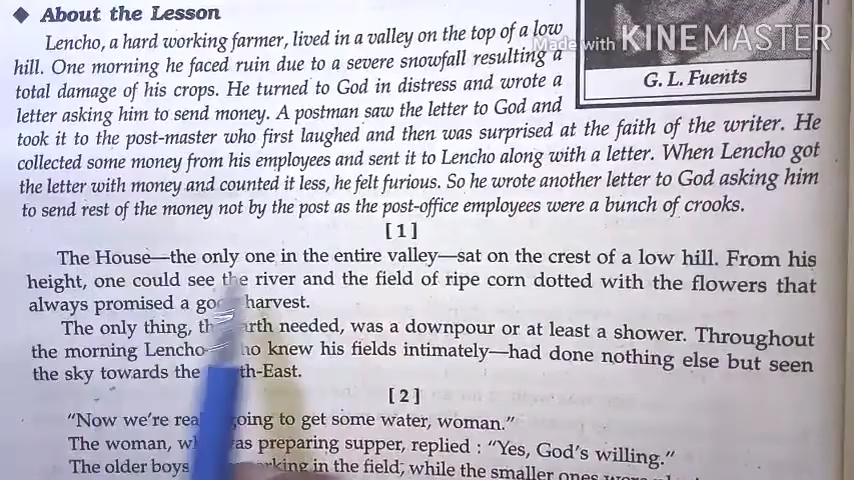 ◆ About the Lesson
Lencho, a hard working farmer, lived in a valley on the top of a low
hill. One morning he faced ruin due to a severe snowfall resulting a
total damage of his crops. He turned to God in distress and wrote a
letter asking him to send money. A postman saw the letter to God and
took it to the post-master who first laughed and then was surprised at the faith of the writer. He
collected some money from his employees and sent it to Lencho along with a letter. When Lencho got
the letter with money and counted it less, he felt furious. So he wrote another letter to God asking him
to send rest of the money not by the post as the post-office employees were a bunch of crooks.
Made with KINEMASTER
G. L. Fuents
[1]
The House—the only one in the entire valley—sat on the crest of a low hill. From his
height, one could see the river and the field of ripe corn dotted with the flowers that
always promised a harvest.
The only thing, needed, was a downpour or at least a shower. Throughout
the morning Lencho knew his fields intimately—had done nothing else but seen
the sky towards the
[2]
"Now we're going to get some water, woman."
The woman, preparing supper, replied : "Yes, God's willing."
The older boys in the field, while the smaller ones